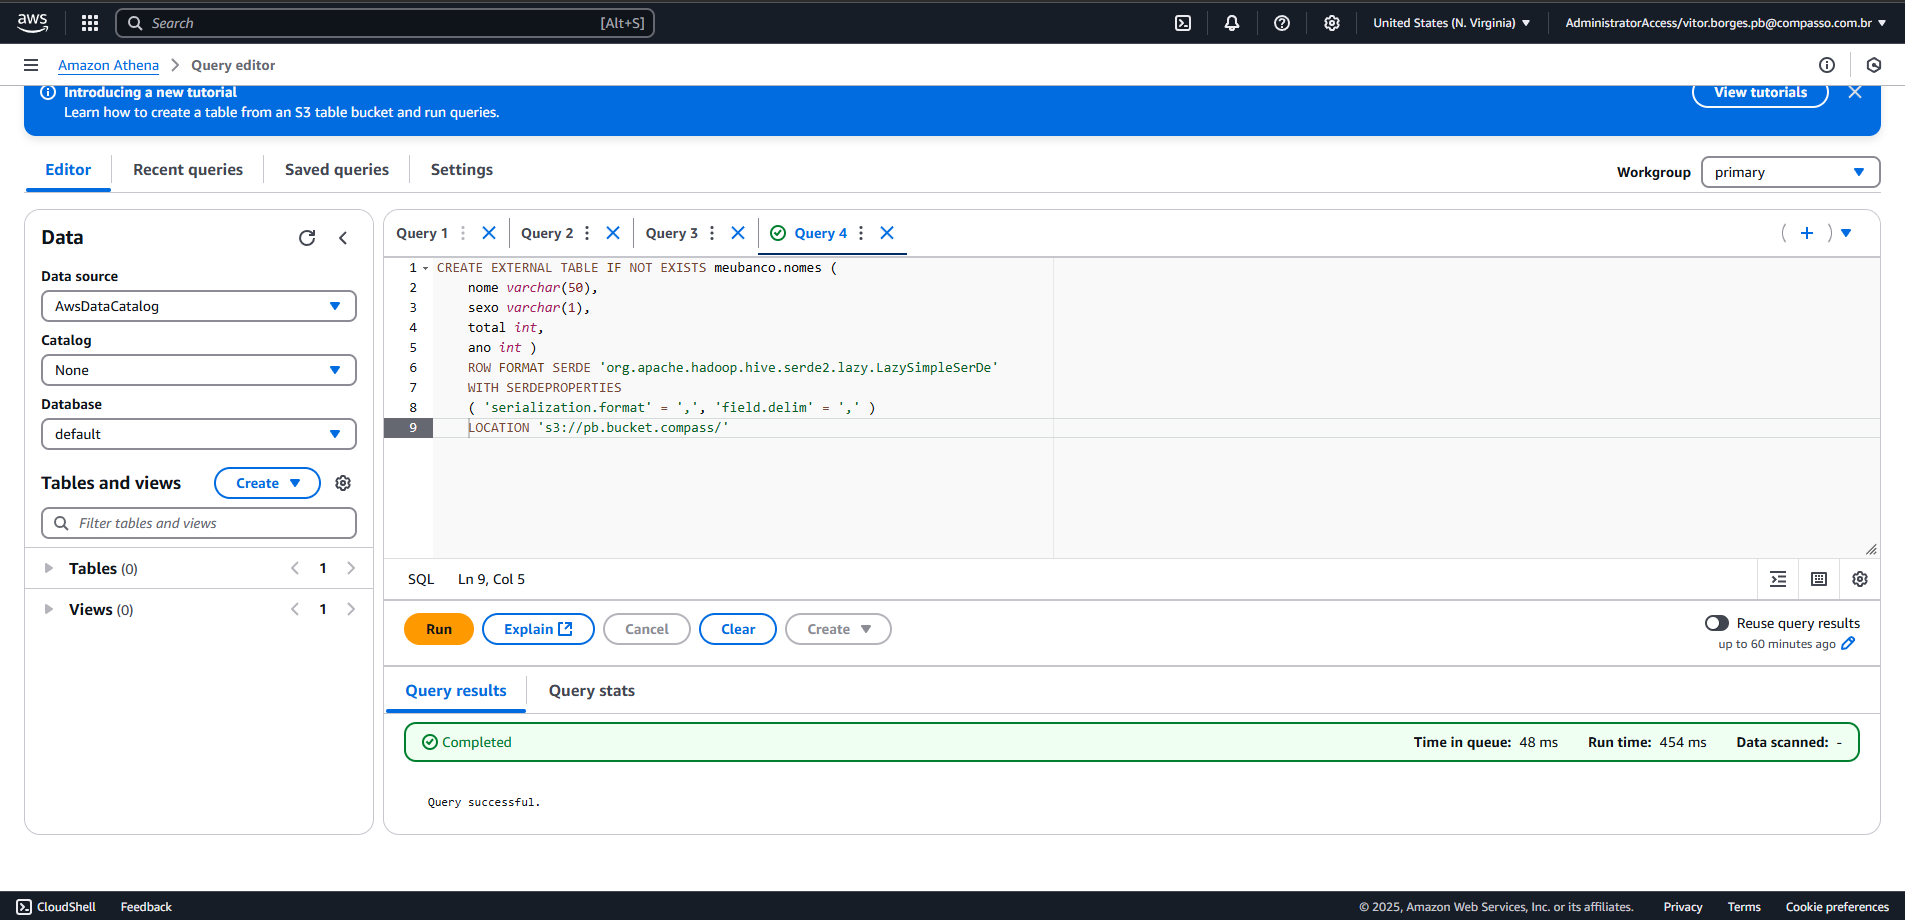 aws
Search [Alt+S]
United States (N. Virginia)
AdministratorAccess/vitor.borges.pb@compasso.com.br
Amazon Athena
Query editor
Introducing a new tutorial
Learn how to create a table from an S3 table bucket and run queries.
View tutorials
Editor
Recent queries
Saved queries
Settings
Workgroup
primary
Data
Data source
AwsDataCatalog
Catalog
None
Database
default
Tables and views
Create
Filter tables and views
Tables (0) 1
Views (0) 1
Query 1
Query 2
Query 3
Query 4
( + )
1 CREATE EXTERNAL TABLE IF NOT EXISTS meubanco.nomes (
2 nome varchar(50),
3 sexo varchar(1),
4 total int,
5 ano int )
6 ROW FORMAT SERDE 'org.apache.hadoop.hive.serde2.lazy.LazySimpleSerDe'
7 WITH SERDEPROPERTIES
8 ( 'serialization.format' = ',', 'field.delim' = ',' )
9 LOCATION 's3://pb.bucket.compass/'
SQL Ln 9, Col 5
Run
Explain
Cancel
Clear
Create
Reuse query results
up to 60 minutes ago
Query results
Query stats
Completed
Time in queue: 48 ms
Run time: 454 ms
Data scanned: -
Query successful.
CloudShell
Feedback
© 2025, Amazon Web Services, Inc. or its affiliates.
Privacy
Terms
Cookie preferences